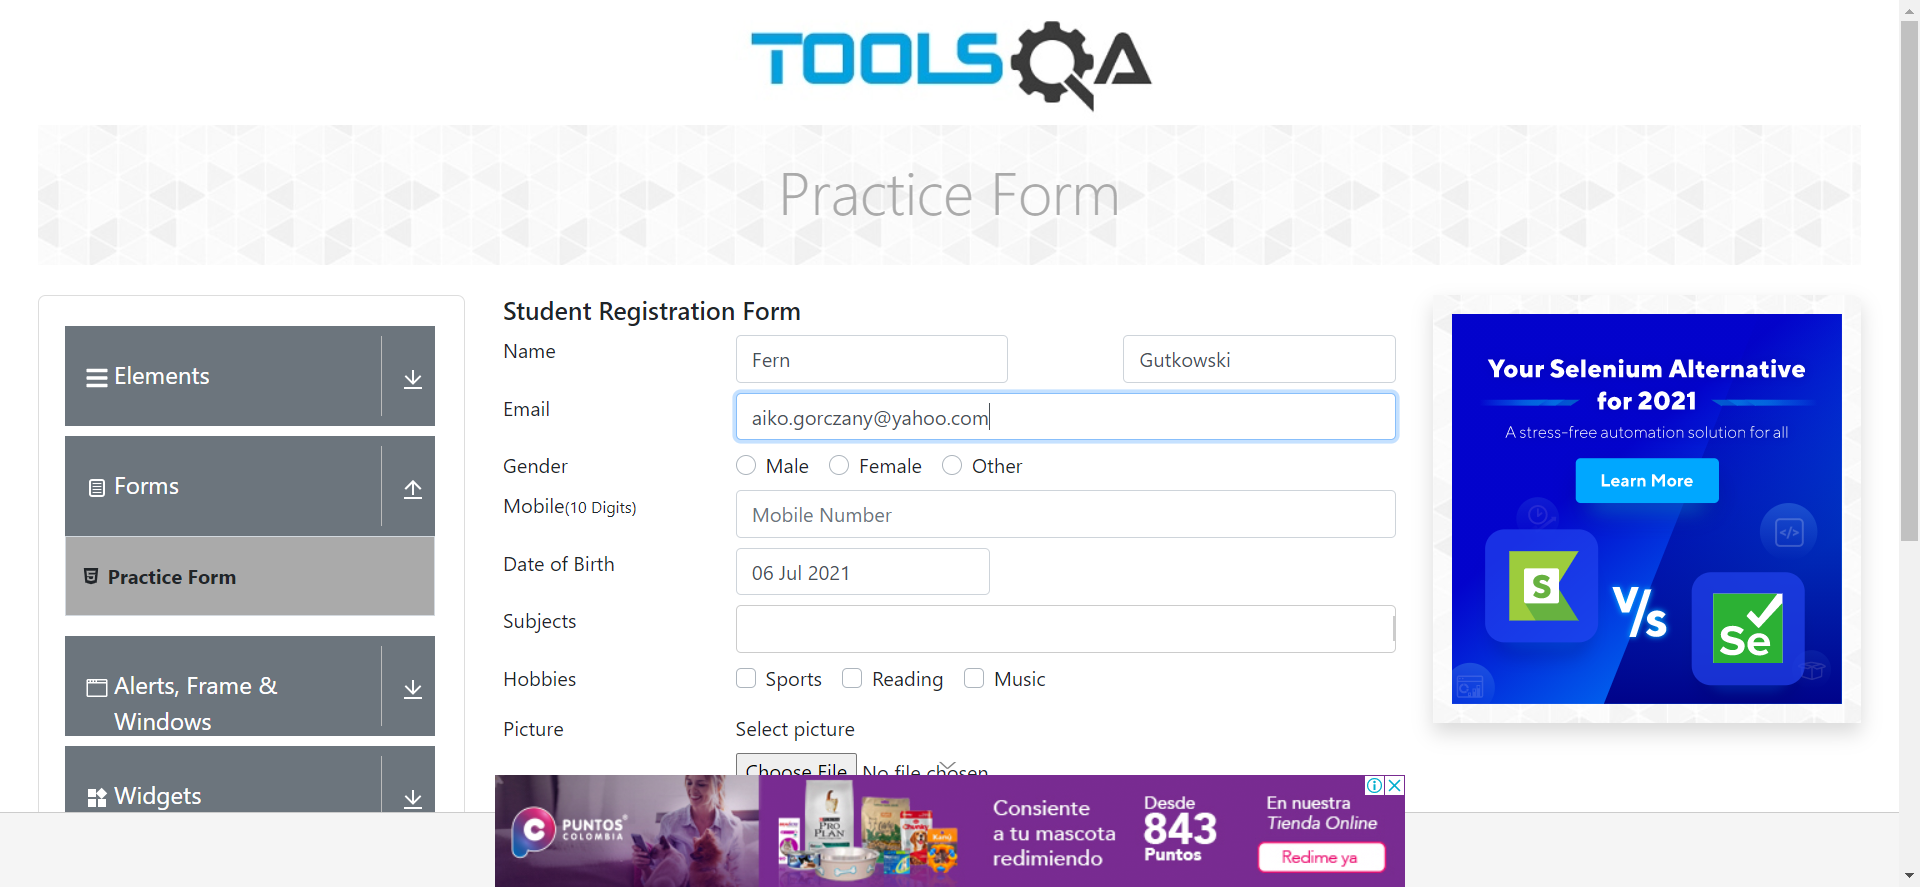 TOOLSQA
Practice Form
Elements
Forms
Practice Form
Alerts, Frame &
Windows
Widgets
Student Registration Form
Name
Fern
Gutkowski
Email
aiko.gorczany@yahoo.com
Gender
Male
Female
Other
Mobile(10 Digits)
Mobile Number
Date of Birth
06 Jul 2021
Subjects
Hobbies
Sports
Reading
Music
Picture
Select picture
Choose File
No file chosen
Your Selenium Alternative
for 2021
A stress-free automation solution for all
Learn More
</>
S
V/s
Se
PUNTOS
COLOMBIA
PRO
PLAN
Chunky
Consiente
a tu mascota
redimiendo
Desde
843
Puntos
En nuestra
Tienda Online
Redime ya